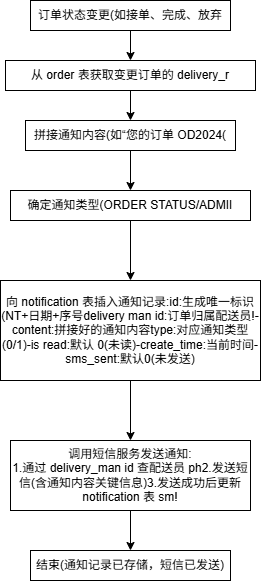 订单状态变更(如接单、完成、放弃
从 order 表获取变更订单的 delivery_r
拼接通知内容(如“您的订单 OD2024(
确定通知类型(ORDER STATUS/ADMII
向 notification 表插入通知记录:id:生成唯一标识
(NT+日期+序号delivery man id:订单归属配送员!-
content:拼接好的通知内容type:对应通知类型
(0/1)-is read:默认 0(未读)-create_time:当前时间-
sms_sent:默认0(未发送)
调用短信服务发送通知:
1.通过 delivery_man id 查配送员 ph2.发送短
信(含通知内容关键信息)3.发送成功后更新
notification 表 sm!
结束(通知记录已存储，短信已发送)